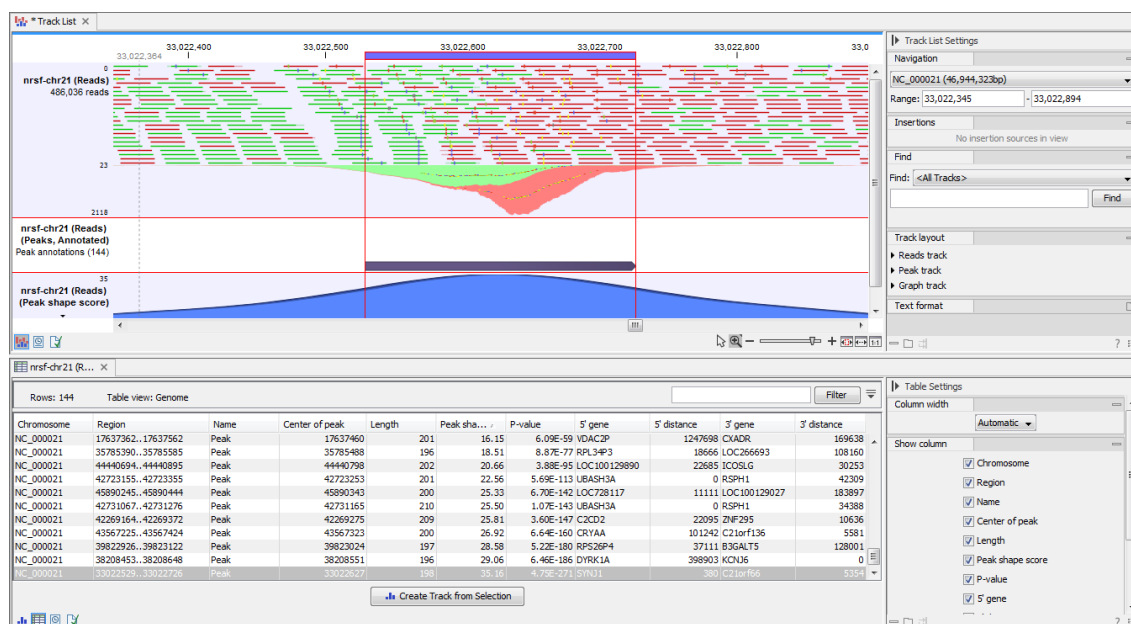 * Track List
33,022,364
33,022,400 33,022,500 33,022,600 33,022,700 33,022,800 33,0
0
nrsf-chr21 (Reads)
486,036 reads
23
2118
nrsf-chr21 (Reads)
(Peaks, Annotated)
Peak annotations (144)
35
nrsf-chr21 (Reads)
(Peak shape score)
1:1
Track List Settings
Navigation
NC_000021 (46,944,323bp)
Range: 33,022,345 - 33,022,894
Insertions
No insertion sources in view
Find
Find: <All Tracks>
Find
Track layout
Reads track
Peak track
Graph track
Text format
?
nrsf-chr21 (R...
Rows: 144 Table view: Genome Filter
Chromosome Region Name Center of peak Length Peak sha... P-value 5' gene 5' distance 3' gene 3' distance
NC_000021 17637362..17637562 Peak 17637460 201 16.15 6.09E-59 VDAC2P 1247698 CXADR 169638
NC_000021 35785390..35785585 Peak 35785488 196 18.51 8.87E-77 RPL34P3 18666 LOC266693 108160
NC_000021 44440694..44440895 Peak 44440798 202 20.66 3.88E-95 LOC100129890 22685 ICOSLG 30253
NC_000021 42723155..42723355 Peak 42723253 201 22.56 5.69E-113 UBASH3A 0 RSPH1 42309
NC_000021 45890245..45890444 Peak 45890343 200 25.33 6.70E-142 LOC728117 11111 LOC100129027 183897
NC_000021 42731067..42731276 Peak 42731165 210 25.50 1.07E-143 UBASH3A 0 RSPH1 34388
NC_000021 42269164..42269372 Peak 42269275 209 25.81 3.60E-147 C2CD2 22095 ZNF295 10636
NC_000021 43567225..43567424 Peak 43567323 200 26.92 6.64E-160 CRYAA 101242 C21orf136 5581
NC_000021 39822926..39823122 Peak 39823024 197 28.58 5.22E-180 RPS26P4 37111 B3GALT5 128001
NC_000021 38208453..38208648 Peak 38208551 196 29.06 6.46E-186 DYRK1A 398903 KCNJ6 0
NC_000021 33022529..33022726 Peak 33022627 198 35.16 4.75E-271 SYNJ1 380 C21orf66 5354
Create Track from Selection
Table Settings
Column width
Automatic
Show column
Chromosome
Region
Name
Center of peak
Length
Peak shape score
P-value
5' gene
?